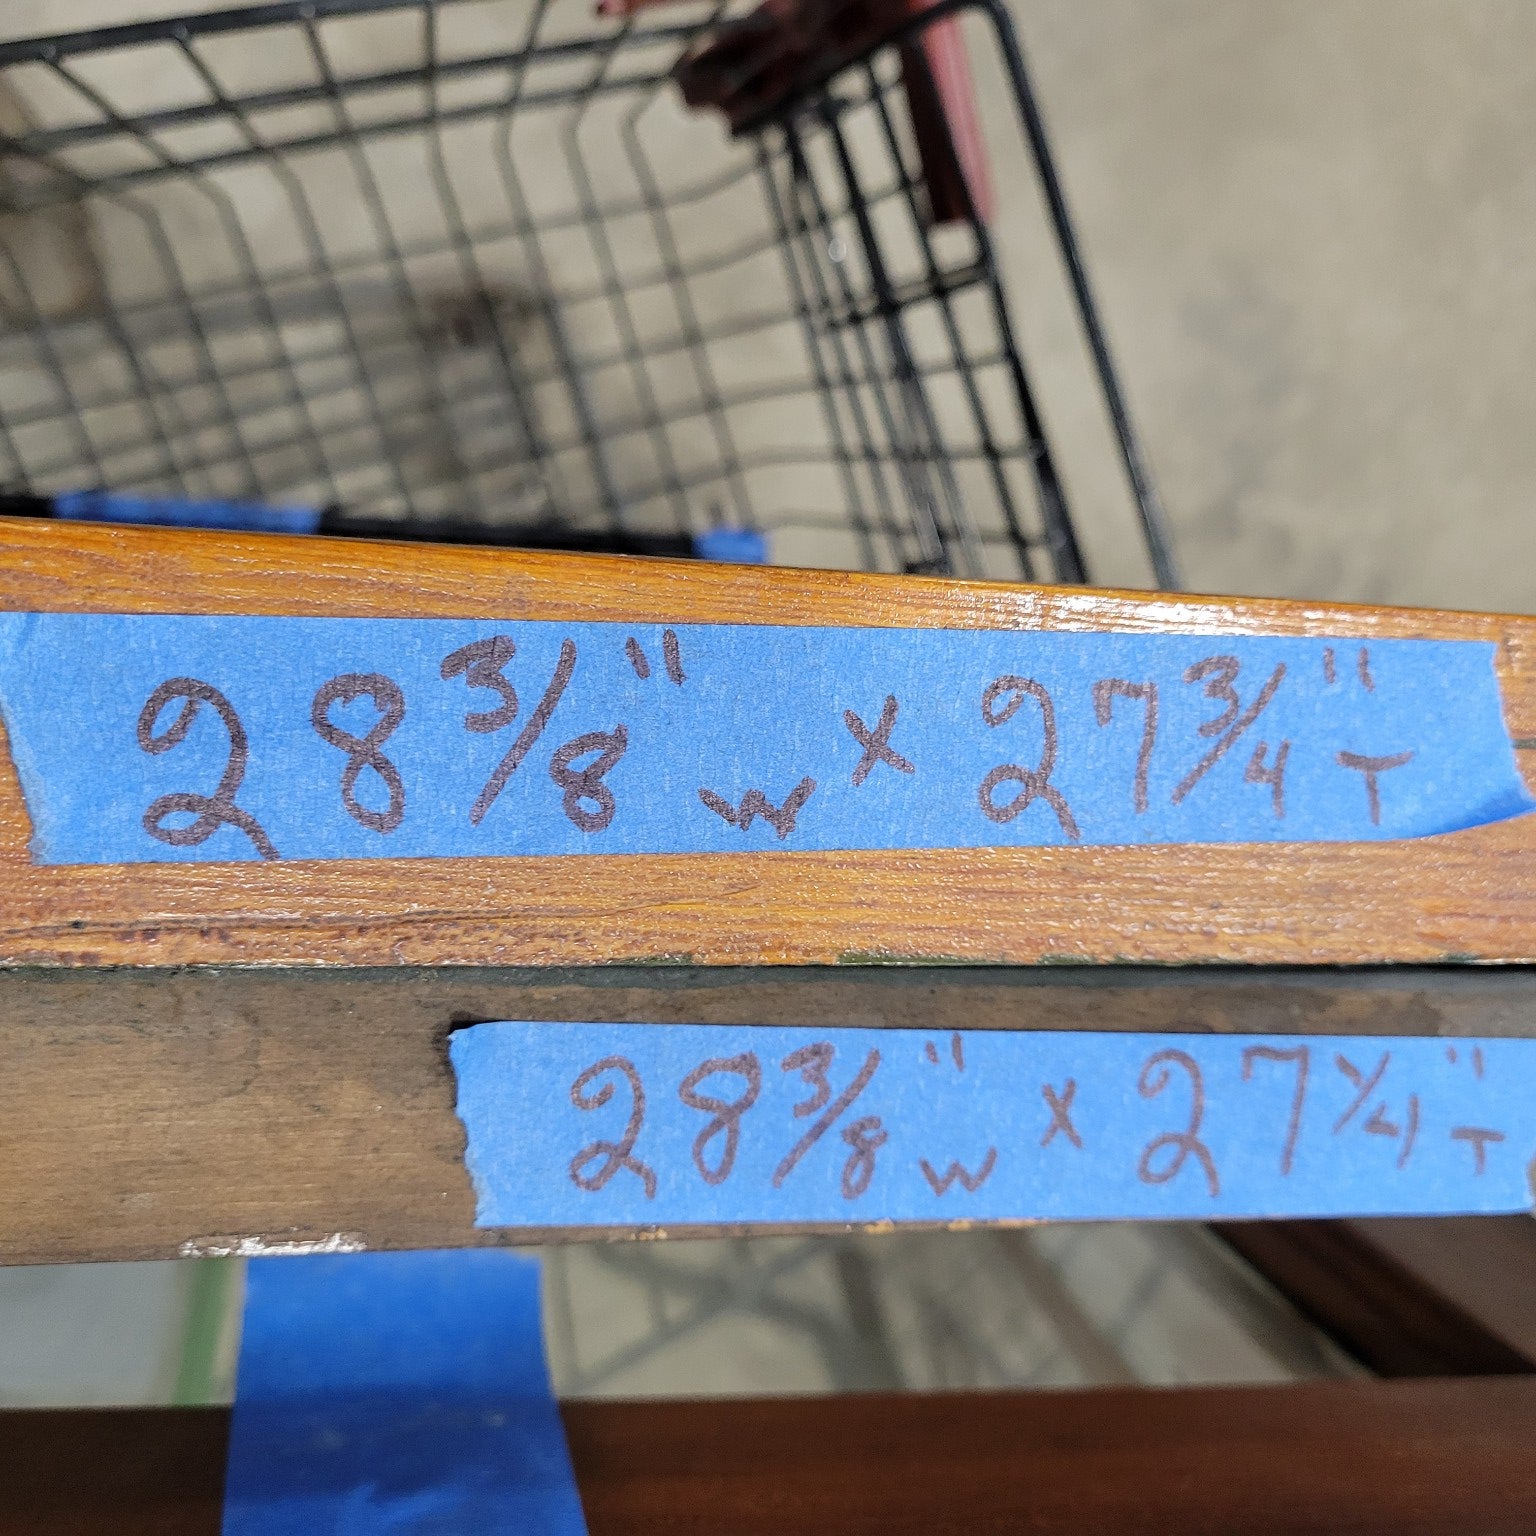 28 3/8" W x 27 3/4" T
28 3/8" W x 27 1/4" T